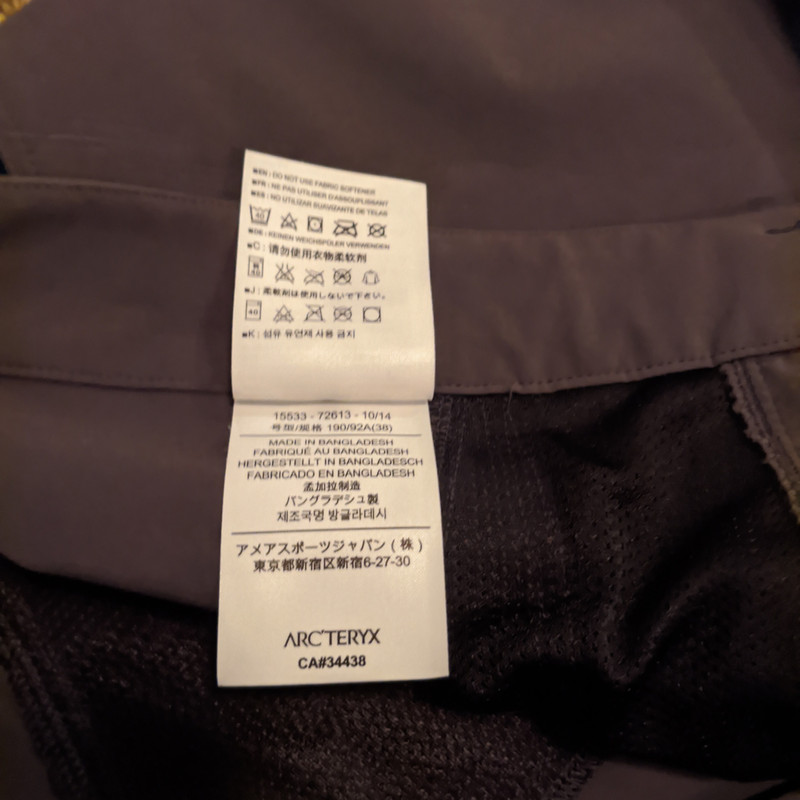 EN: DO NOT USE FABRIC SOFTENER
FR: NE PAS UTILISER D'ASSOUPLISSANT
ES: NO UTILIZAR SUAVIZANTE DE TELAS
40
DE: KEINEN WEICHSPÜLER VERWENDEN
C: 请勿使用衣物柔软剂
40
J: 柔軟剤は使用しないで下さい。
40
K: 섬유 유연제 사용 금지
15533 - 72613 - 10/14
号型/规格 190/92A(38)
MADE IN BANGLADESH
FABRIQUÉ AU BANGLADESH
HERGESTELLT IN BANGLADESCH
FABRICADO EN BANGLADESH
孟加拉制造
バングラデシュ製
제조국명 방글라데시
アメアスポーツジャパン(株)
東京都新宿区新宿6-27-30
ARC'TERYX
CA#34438